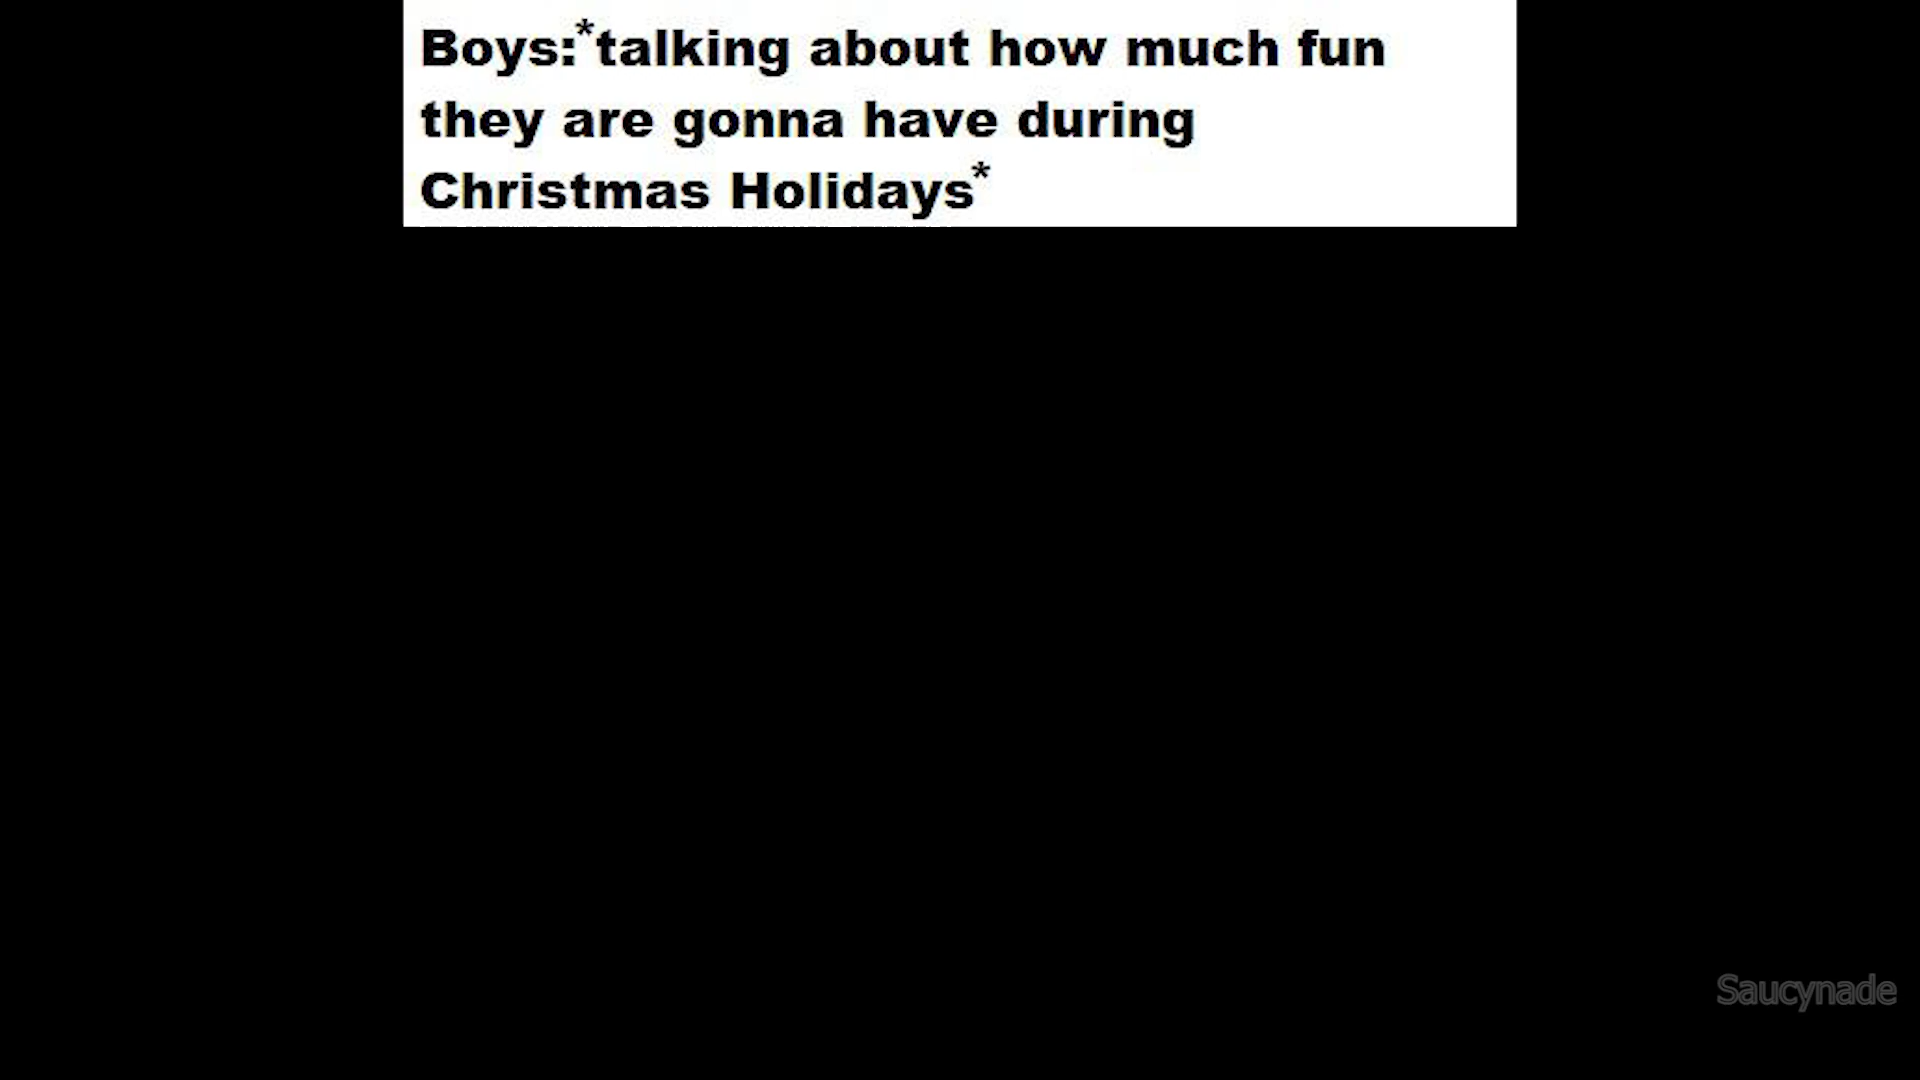 Boys:*talking about how much fun
they are gonna have during
Christmas Holidays*
Saucynade